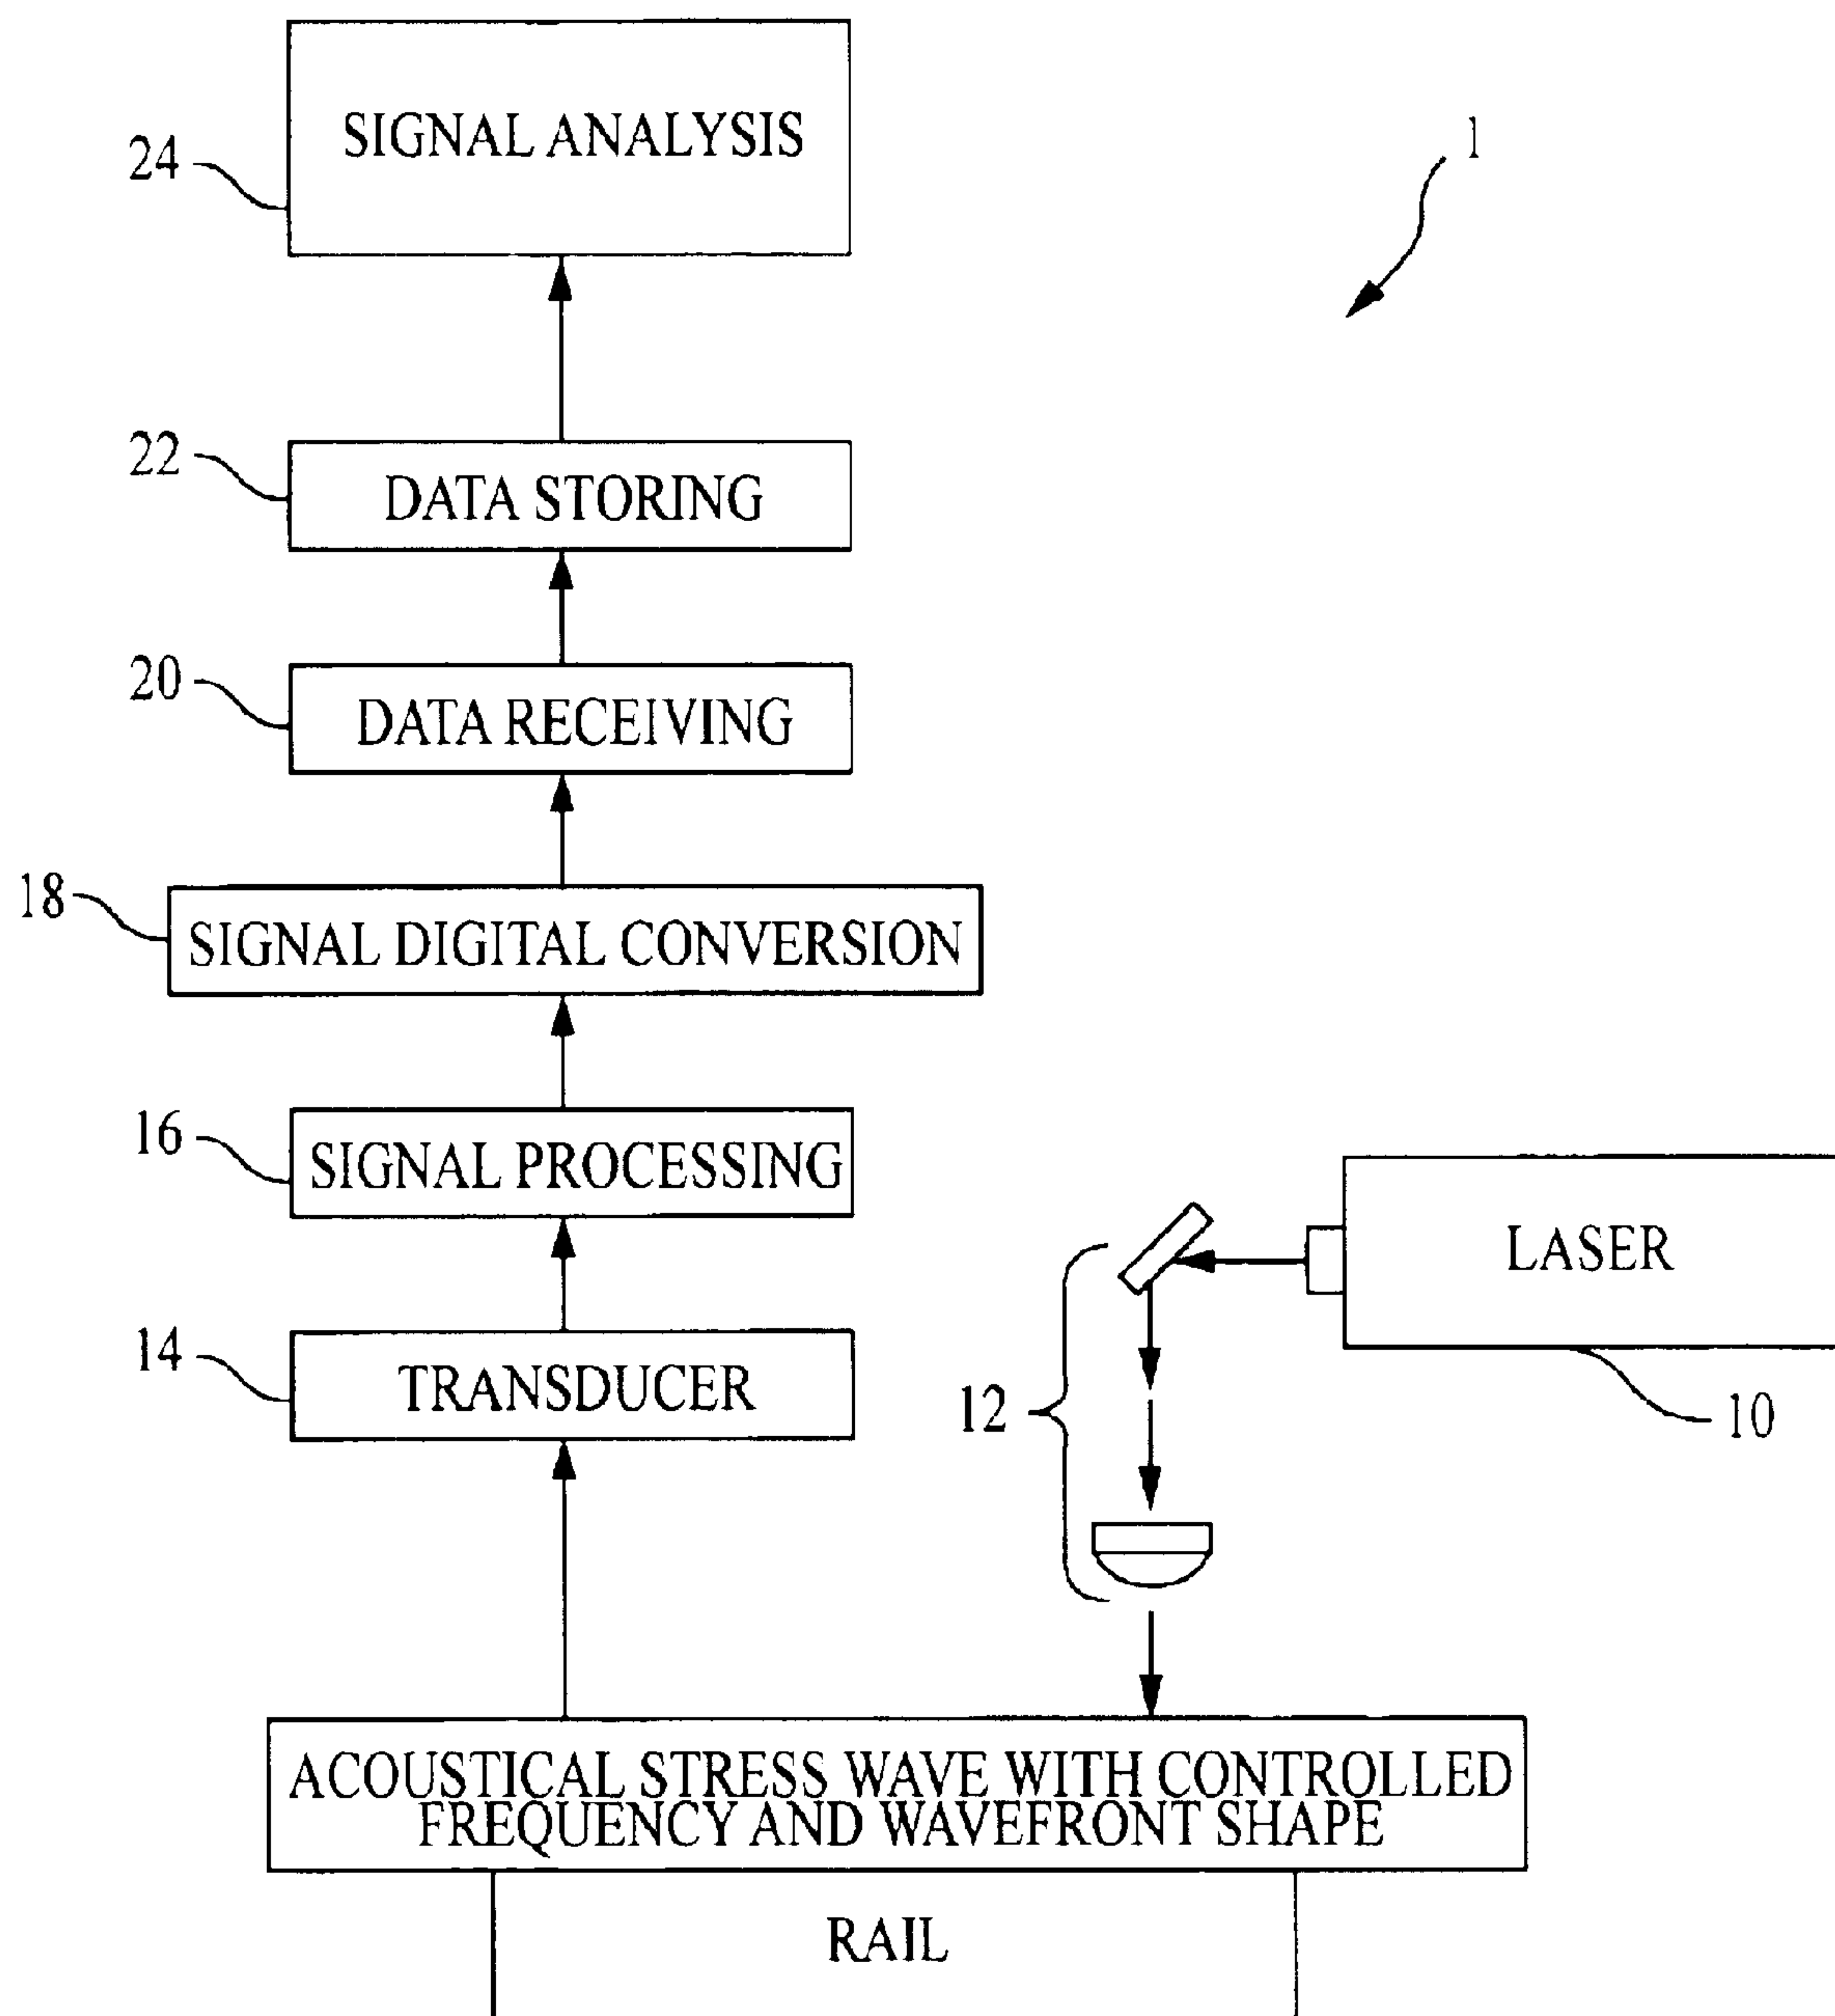 SIGNAL ANALYSIS
24
1
22
DATA STORING
20
DATA RECEIVING
18
SIGNAL DIGITAL CONVERSION
16
SIGNAL PROCESSING
LASER
14
TRANSDUCER
12
10
ACOUSTICAL STRESS WAVE WITH CONTROLLED
FREQUENCY AND WAVEFRONT SHAPE
RAIL